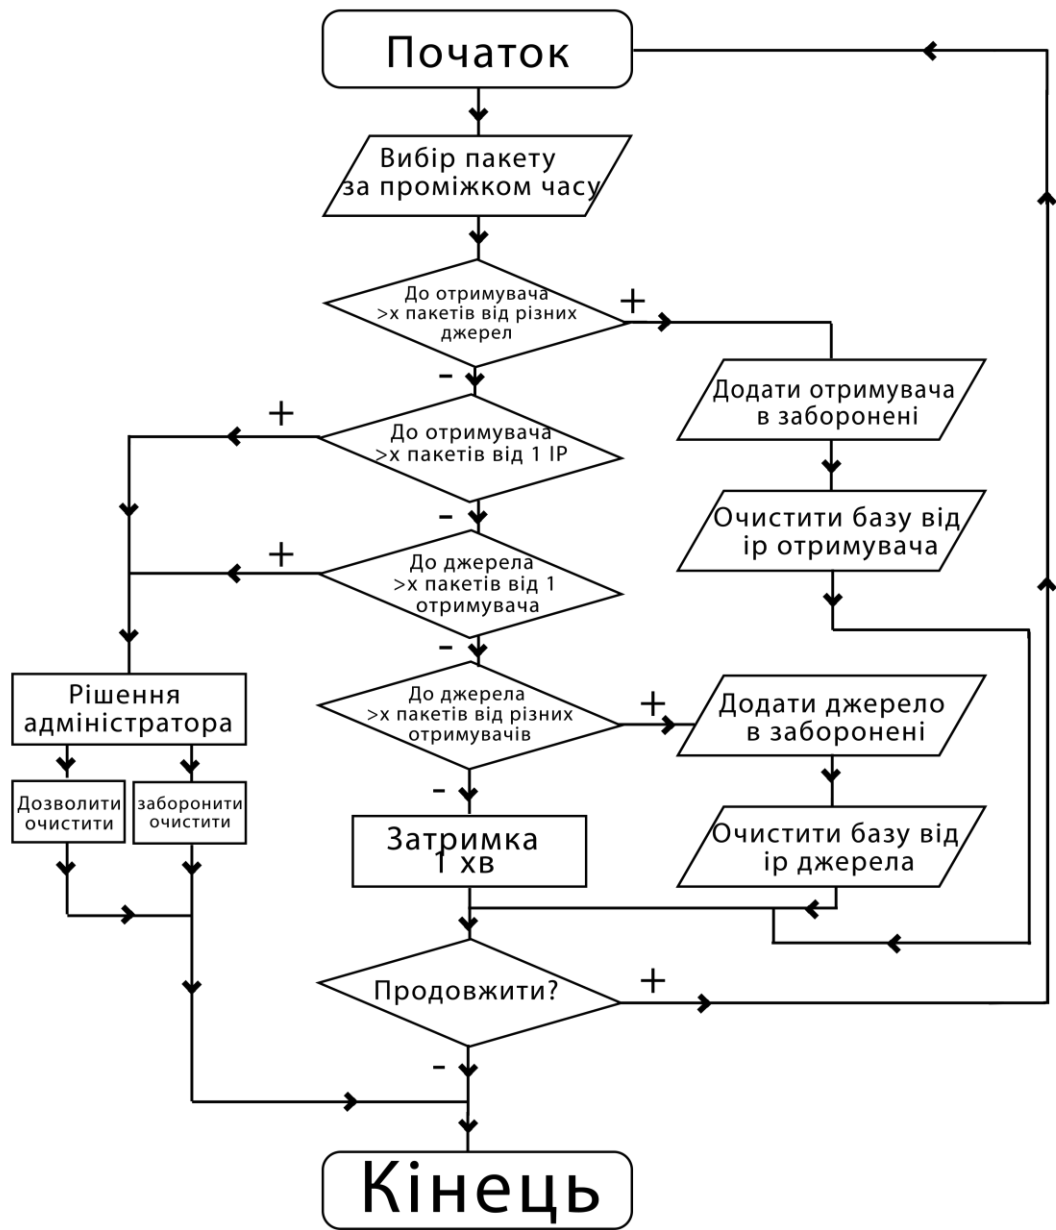 Початок
Вибір пакету
за проміжком часу
До отримувача
>x пакетів від різних
джерел
+
-
Додати отримувача
в заборонені
+
До отримувача
>x пакетів від 1 IP
-
Очистити базу від
ір отримувача
+
До джерела
>x пакетів від 1
отримувача
-
Рішення
адміністратора
До джерела
>x пакетів від різних
отримувачів
+
-
Додати джерело
в заборонені
Дозволити
очистити
заборонити
очистити
Затримка
1 хв
Очистити базу від
ір джерела
Продовжити?
+
-
Кінець